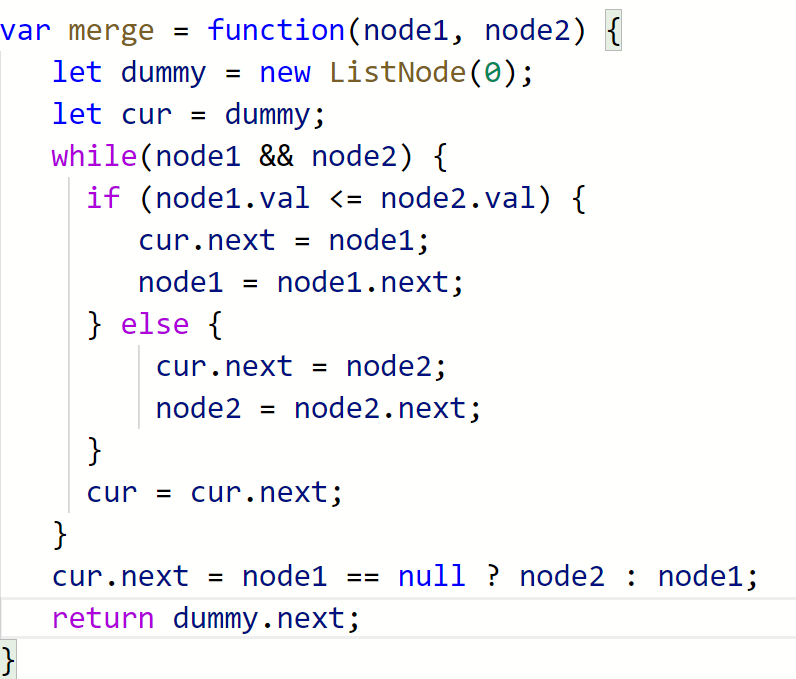 var merge = function(node1, node2) {
   let dummy = new ListNode(0);
   let cur = dummy;
   while(node1 && node2) {
     if (node1.val <= node2.val) {
        cur.next = node1;
        node1 = node1.next;
     } else {
         cur.next = node2;
         node2 = node2.next;
     }
     cur = cur.next;
   }
   cur.next = node1 == null ? node2 : node1;
   return dummy.next;
}